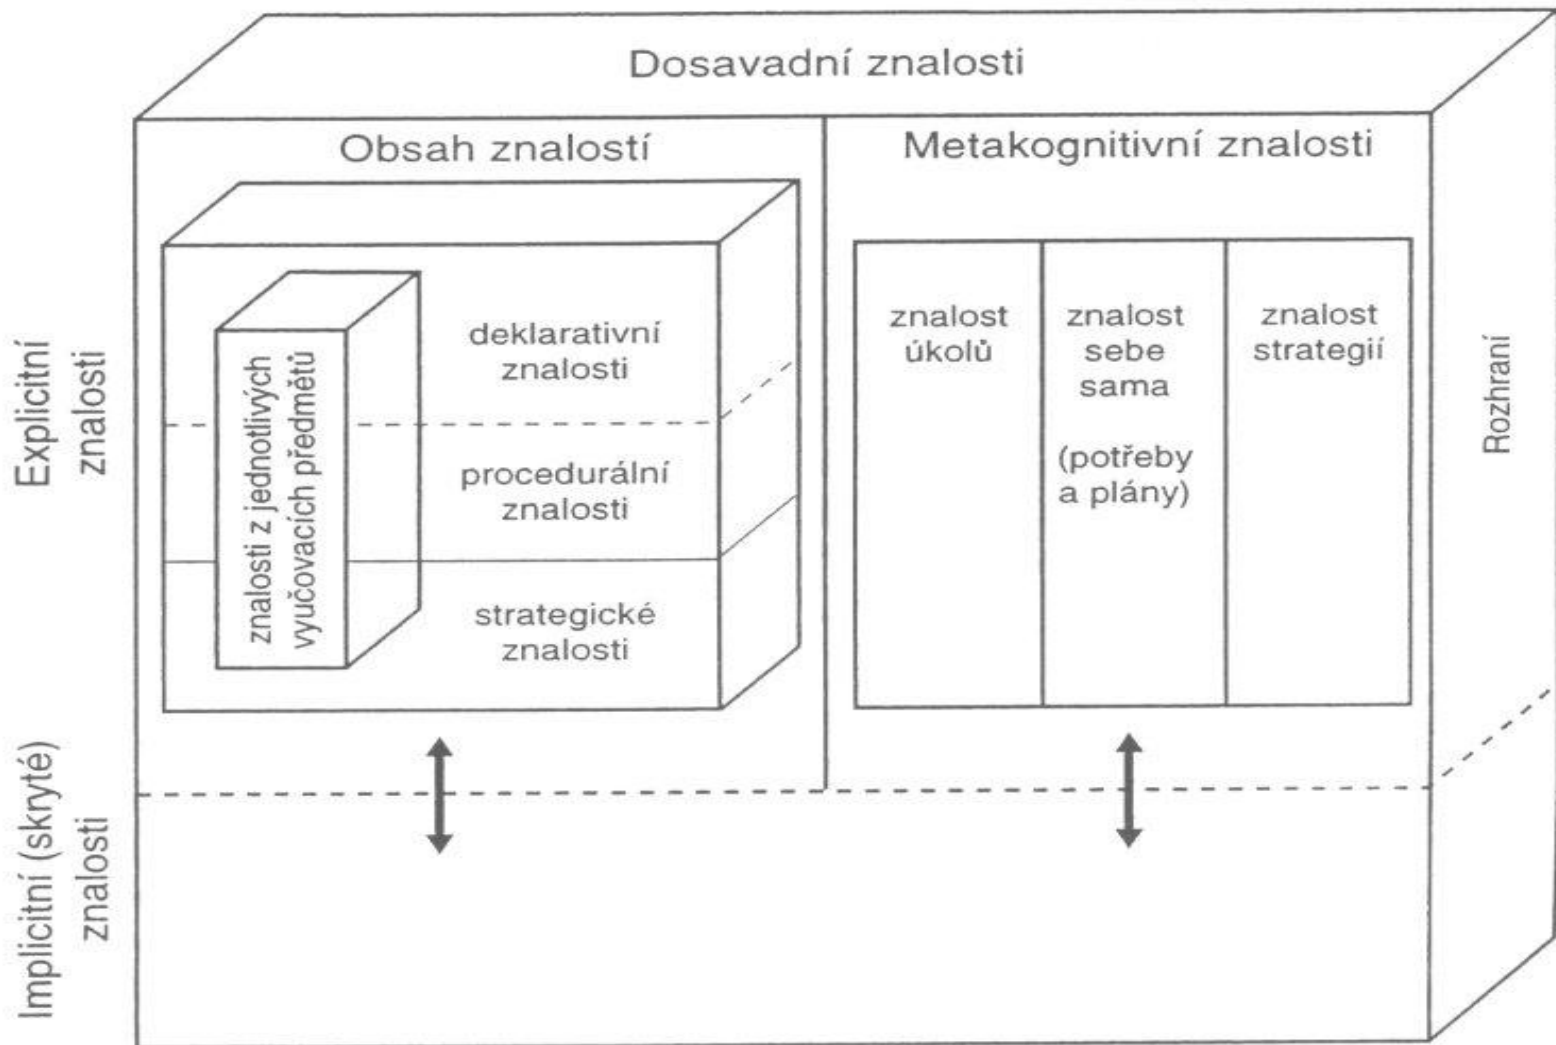 Dosavadní znalosti
Obsah znalostí
Metakognitivní znalosti
Explicitní
znalosti
znalosti z jednotlivých
vyučovacích předmětů
deklarativní
znalosti
procedurální
znalosti
strategické
znalosti
znalost
úkolů
znalost
sebe
sama
(potřeby
a plány)
znalost
strategií
Rozhraní
Implicitní (skryté)
znalosti